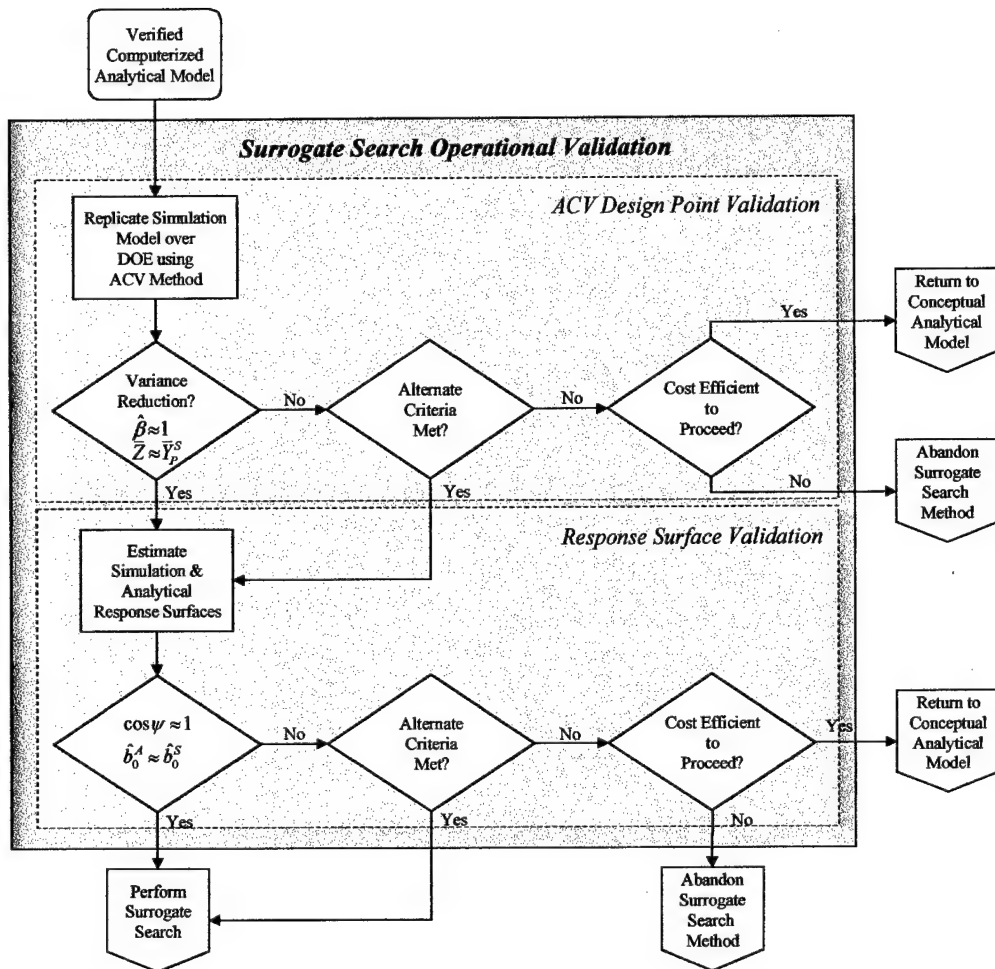 Verified
Computerized
Analytical Model
Surrogate Search Operational Validation
ACV Design Point Validation
Replicate Simulation
Model over
DOE using
ACV Method
Variance
Reduction?
β̂≈1
Z̅≈Y̅_P^S
No
Alternate
Criteria
Met?
No
Cost Efficient
to
Proceed?
Yes
Return to
Conceptual
Analytical
Model
No
Abandon
Surrogate
Search
Method
Yes
Yes
Response Surface Validation
Estimate
Simulation &
Analytical
Response Surfaces
cosψ≈1
b̂_0^A≈b̂_0^S
No
Alternate
Criteria
Met?
No
Cost Efficient
to
Proceed?
Yes
Return to
Conceptual
Analytical
Model
Yes
Yes
No
Perform
Surrogate
Search
Abandon
Surrogate
Search
Method